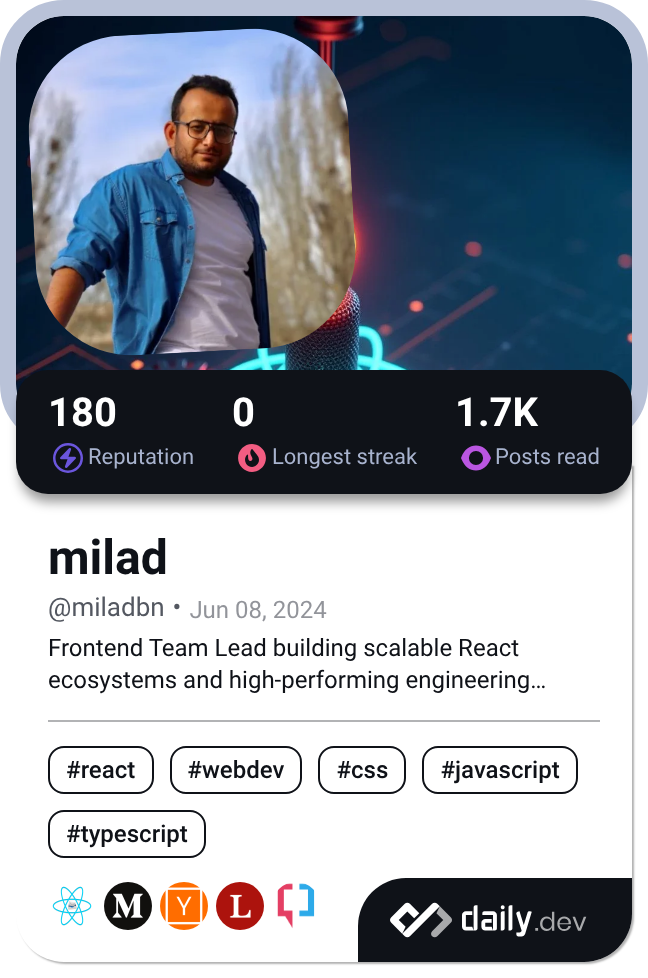 180 0 1.7K
Reputation Longest streak Posts read
milad
@miladbn • Jun 08, 2024
Frontend Team Lead building scalable React
ecosystems and high-performing engineering…
#react #webdev #css #javascript
#typescript
M Y L
daily.dev